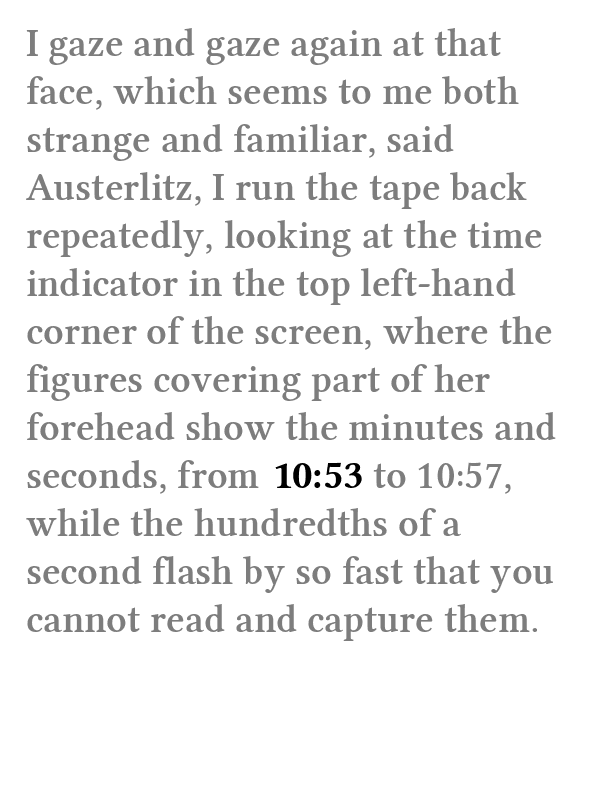 I gaze and gaze again at that
face, which seems to me both
strange and familiar, said
Austerlitz, I run the tape back
repeatedly, looking at the time
indicator in the top left-hand
corner of the screen, where the
figures covering part of her
forehead show the minutes and
seconds, from 10:53 to 10:57,
while the hundredths of a
second flash by so fast that you
cannot read and capture them.